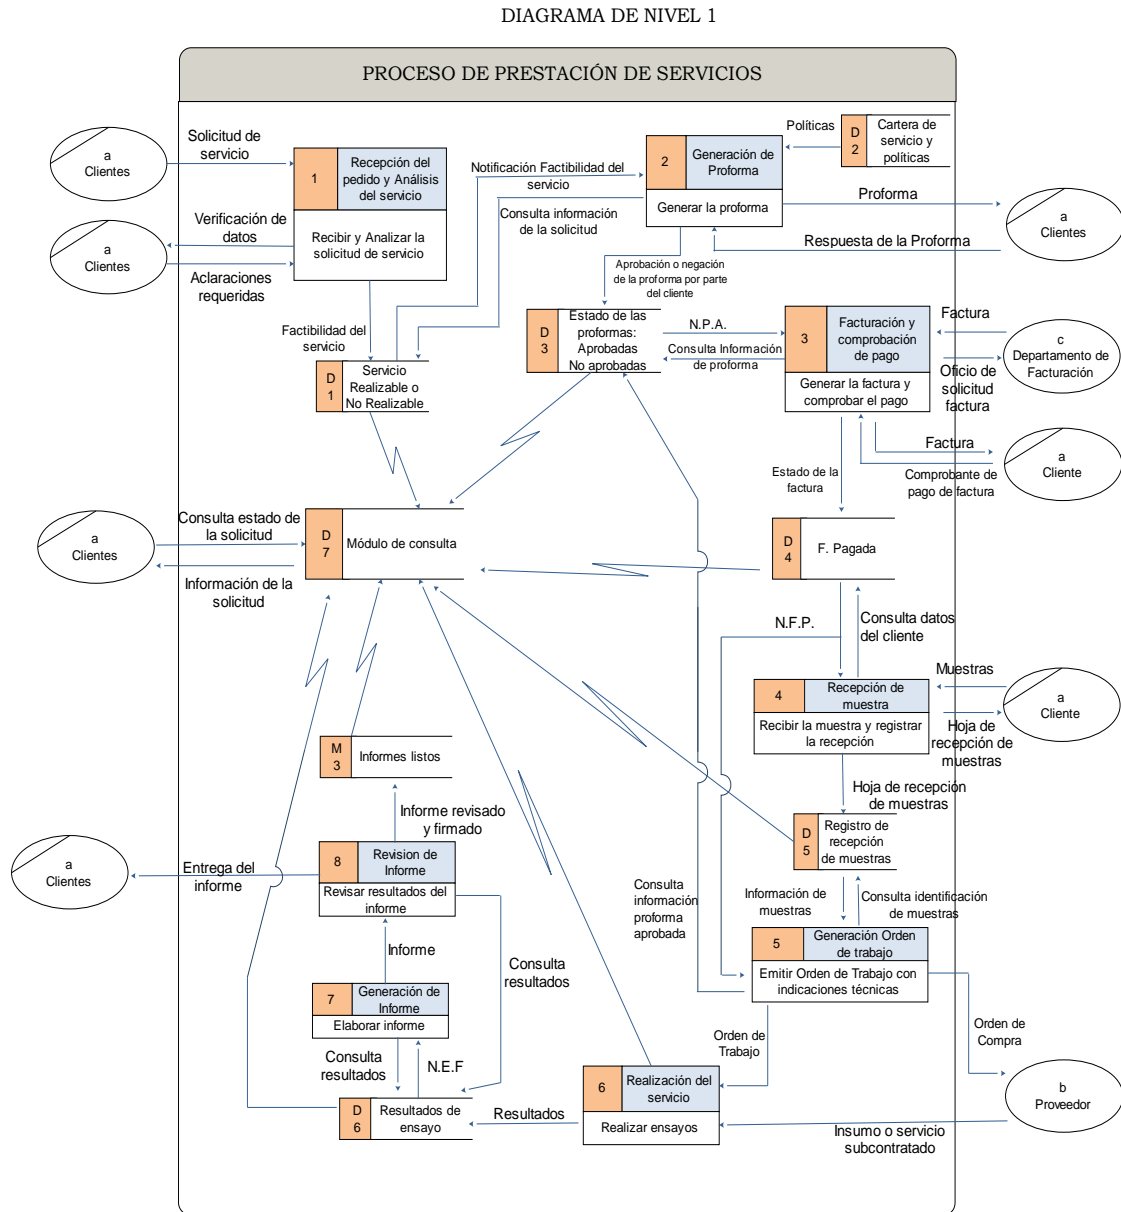 DIAGRAMA DE NIVEL 1
PROCESO DE PRESTACIÓN DE SERVICIOS
a
Clientes
Solicitud de
servicio
1
Recepción del
pedido y Análisis
del servicio
Recibir y Analizar la
solicitud de servicio
a
Clientes
Verificación de
datos
Aclaraciones
requeridas
Notificación Factibilidad del
servicio
Consulta información
de la solicitud
2
Generación de
Proforma
Generar la proforma
Políticas
D
2
Cartera de
servicio y
políticas
Proforma
Respuesta de la Proforma
a
Clientes
Aprobación o negación
de la proforma por parte
del cliente
Factibilidad del
servicio
D
1
Servicio
Realizable o
No Realizable
D
3
Estado de las
proformas:
Aprobadas
No aprobadas
N.P.A.
Consulta Información
de proforma
3
Facturación y
comprobación
de pago
Generar la factura y
comprobar el pago
Factura
Oficio de
solicitud
factura
c
Departamento de
Facturación
Factura
Comprobante de
pago de factura
a
Cliente
Estado de la
factura
a
Clientes
Consulta estado de
la solicitud
Información de la
solicitud
D
7
Módulo de consulta
D
4
F. Pagada
N.F.P.
Consulta datos
del cliente
4
Recepción de
muestra
Recibir la muestra y registrar
la recepción
Muestras
Hoja de
recepción de
muestras
a
Cliente
M
3
Informes listos
Hoja de recepción
de muestras
Informe revisado
y firmado
D
5
Registro de
recepción
de muestras
a
Clientes
Entrega del
informe
8
Revision de
Informe
Revisar resultados del
informe
Consulta
información
proforma
aprobada
Información de
muestras
Consulta identificación
de muestras
5
Generación Orden
de trabajo
Emitir Orden de Trabajo con
indicaciones técnicas
Informe
Consulta
resultados
7
Generación de
Informe
Elaborar informe
Orden de
Trabajo
Orden de
Compra
Consulta
resultados
N.E.F
6
Realización del
servicio
Realizar ensayos
b
Proveedor
D
6
Resultados de
ensayo
Resultados
Insumo o servicio
subcontratado